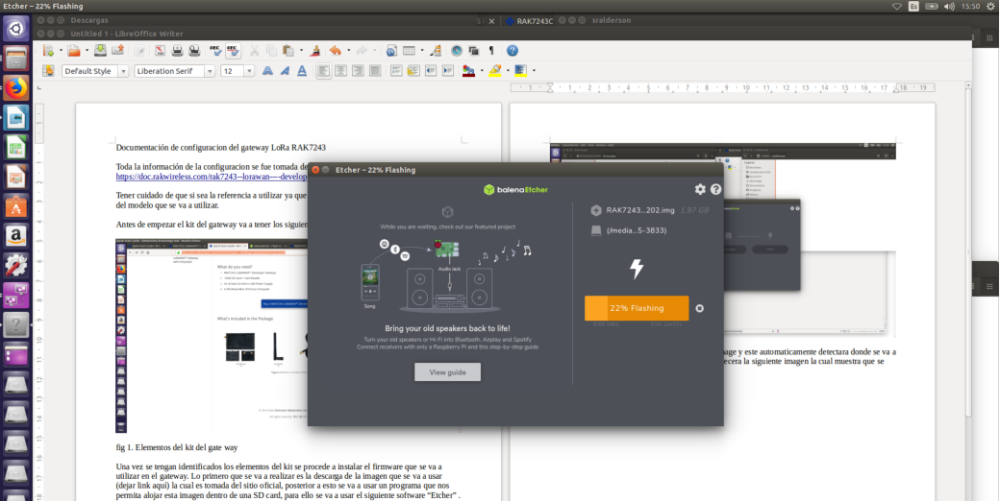 Etcher – 22% Flashing
Es
15:50
Descargas
RAK7243C
sralderson
Untitled 1 - LibreOffice Writer
Default Style
Liberation Serif
12
Documentación de configuracion del gateway LoRa RAK7243
Toda la información de la configuracion se fue tomada de
https://doc.rakwireless.com/rak7243--lorawan----develop
Tener cuidado de que si sea la referencia a utilizar ya que
del modelo que se va a utilizar.
Antes de empezar el kit del gateway va a tener los siguien
What do you need?
What's included in the Package
fig 1. Elementos del kit del gate way
Una vez se tengan identificados los elementos del kit se procede a instalar el firmware que se va a
utilizar en el gateway. Lo primero que se va a realizar es la descarga de la imagen que se va a usar
(dejar link aqui) la cual es tomada del sitio oficial, posterior a esto se va a usar un programa que nos
permita alojar esta imagen dentro de una SD card, para ello se va a usar el siguiente software “Etcher” .
Etcher – 22% Flashing
balenaEtcher
While you are waiting, check out our featured project
Audio Jack
Song
Bring your old speakers back to life!
Turn your old speakers or Hi-Fi into Bluetooth, Airplay and Spotify
Connect receivers with only a Raspberry Pi and this step-by-step guide
View guide
RAK7243...202.img 1.87 GB
(/media...5-3833)
22% Flashing
age y este automaticamente detectara donde se va a
ecera la siguiente imagen la cual muestra que se